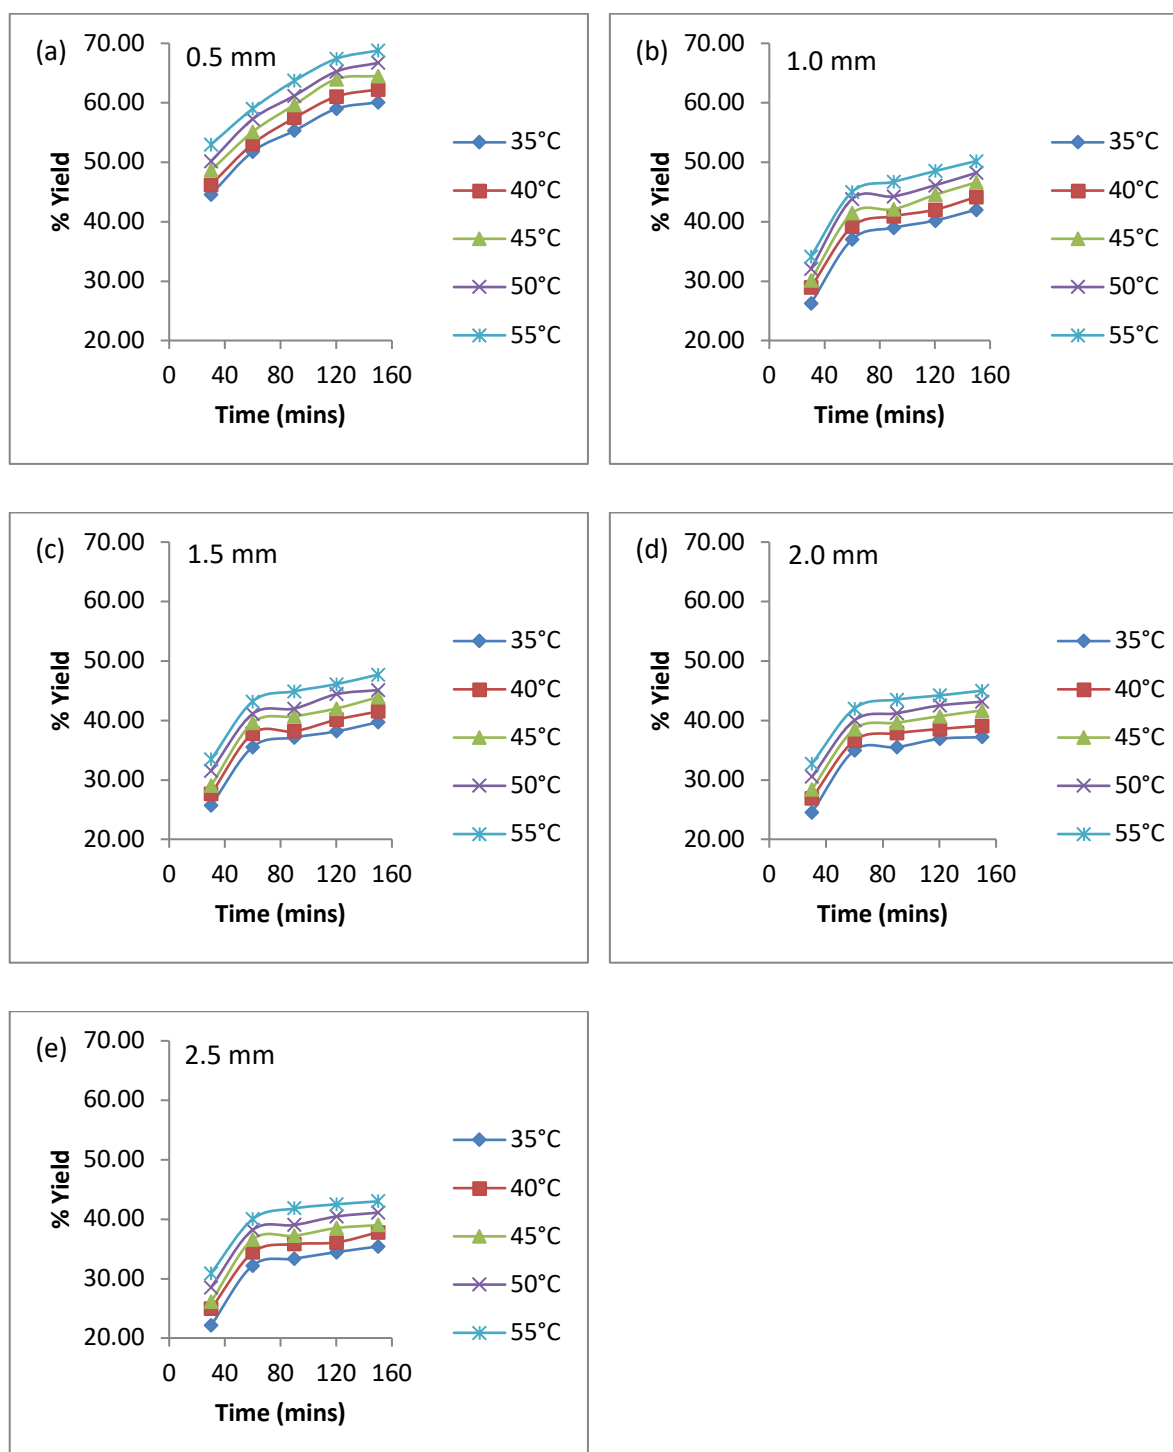 (a)
0.5 mm
% Yield
70.00
60.00
50.00
40.00
30.00
20.00
0 40 80 120 160
Time (mins)
35°C
40°C
45°C
50°C
55°C
(b)
1.0 mm
% Yield
70.00
60.00
50.00
40.00
30.00
20.00
0 40 80 120 160
Time (mins)
35°C
40°C
45°C
50°C
55°C
(c)
1.5 mm
% Yield
70.00
60.00
50.00
40.00
30.00
20.00
0 40 80 120 160
Time (mins)
35°C
40°C
45°C
50°C
55°C
(d)
2.0 mm
% Yield
70.00
60.00
50.00
40.00
30.00
20.00
0 40 80 120 160
Time (mins)
35°C
40°C
45°C
50°C
55°C
(e)
2.5 mm
% Yield
70.00
60.00
50.00
40.00
30.00
20.00
0 40 80 120 160
Time (mins)
35°C
40°C
45°C
50°C
55°C